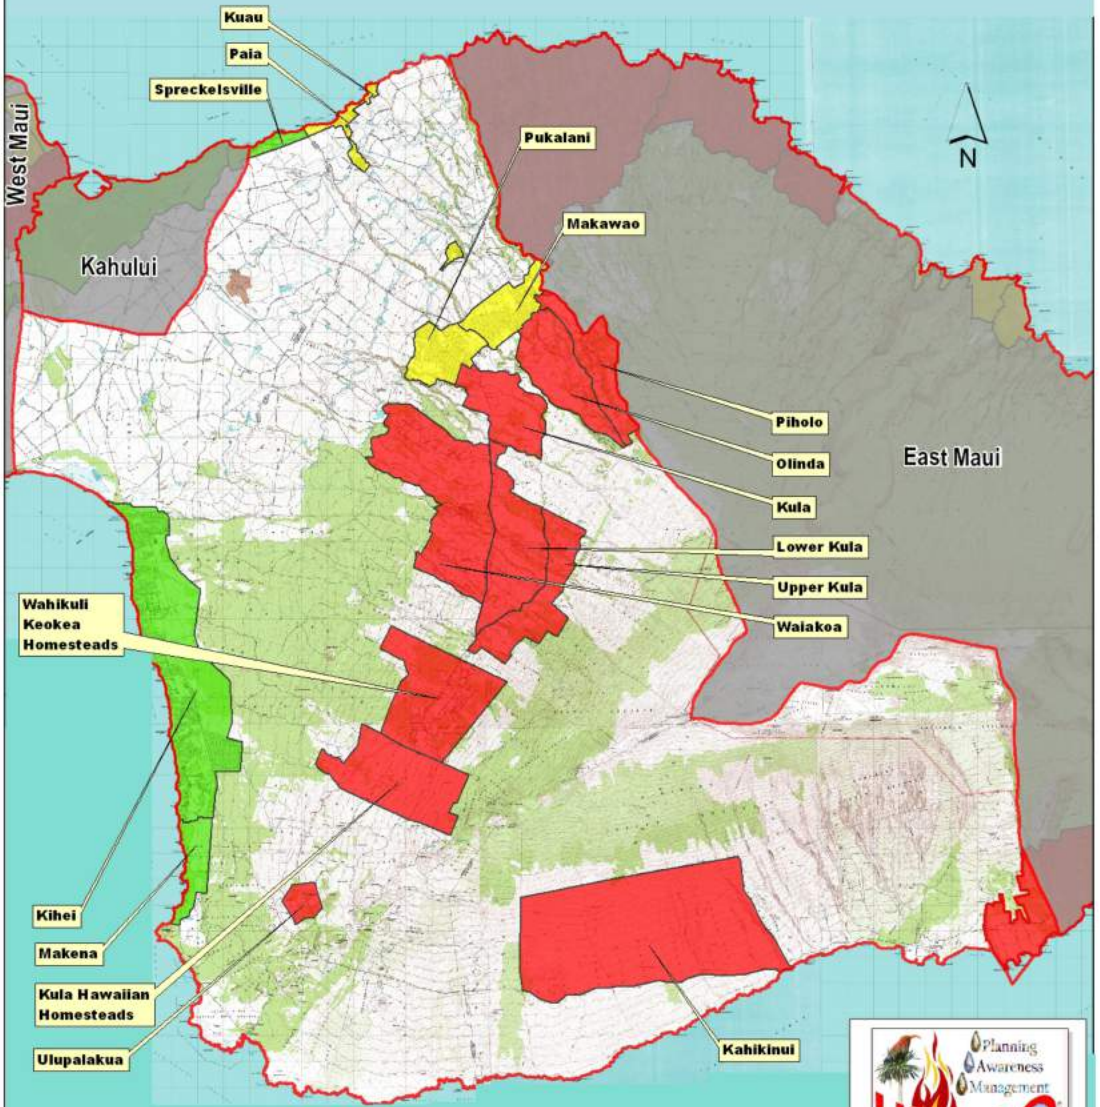 Kuau
Paia
Spreckelsville
West Maui
Pukalani
N
Makawao
Kahului
Piholo
Olinda
East Maui
Kula
Lower Kula
Upper Kula
Waiakoa
Wahikuli
Keokea
Homesteads
Kihei
Makena
Kula Hawaiian
Homesteads
Ulupalakua
Kahikinui
Planning
Awareness
Management